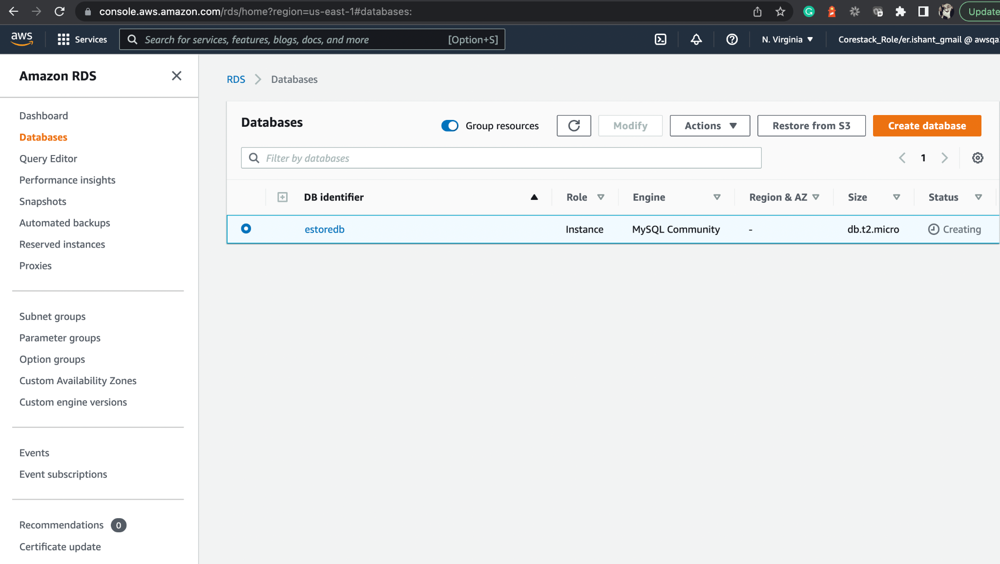 console.aws.amazon.com/rds/home?region=us-east-1#databases:
Update
aws
Services
Search for services, features, blogs, docs, and more [Option+S]
N. Virginia
Corestack_Role/er.ishant_gmail @ awsqa
Amazon RDS
Dashboard
Databases
Query Editor
Performance insights
Snapshots
Automated backups
Reserved instances
Proxies
Subnet groups
Parameter groups
Option groups
Custom Availability Zones
Custom engine versions
Events
Event subscriptions
Recommendations 0
Certificate update
RDS > Databases
Databases
Group resources
Modify
Actions
Restore from S3
Create database
Filter by databases
1
DB identifier Role Engine Region & AZ Size Status
estoredb Instance MySQL Community - db.t2.micro Creating